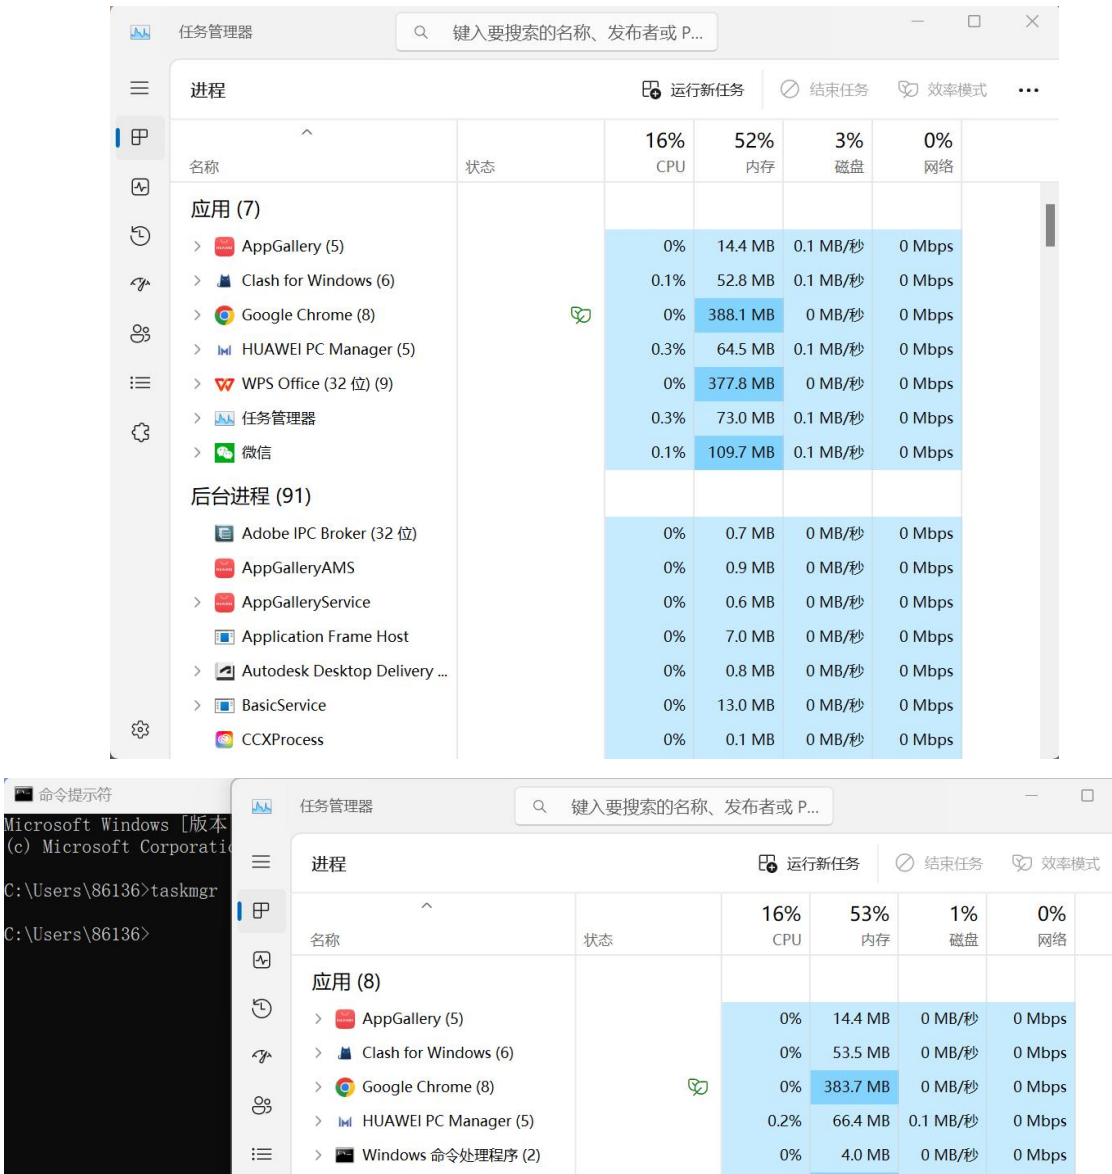 任务管理器
键入要搜索的名称、发布者或 P...
进程
运行新任务
结束任务
效率模式
16% 52% 3% 0%
名称 状态 CPU 内存 磁盘 网络
应用 (7)
AppGallery (5) 0% 14.4 MB 0.1 MB/秒 0 Mbps
Clash for Windows (6) 0.1% 52.8 MB 0.1 MB/秒 0 Mbps
Google Chrome (8) 0% 388.1 MB 0 MB/秒 0 Mbps
HUAWEI PC Manager (5) 0.3% 64.5 MB 0.1 MB/秒 0 Mbps
WPS Office (32 位) (9) 0% 377.8 MB 0 MB/秒 0 Mbps
任务管理器 0.3% 73.0 MB 0.1 MB/秒 0 Mbps
微信 0.1% 109.7 MB 0.1 MB/秒 0 Mbps
后台进程 (91)
Adobe IPC Broker (32 位) 0% 0.7 MB 0 MB/秒 0 Mbps
AppGalleryAMS 0% 0.9 MB 0 MB/秒 0 Mbps
AppGalleryService 0% 0.6 MB 0 MB/秒 0 Mbps
Application Frame Host 0% 7.0 MB 0 MB/秒 0 Mbps
Autodesk Desktop Delivery ... 0% 0.8 MB 0 MB/秒 0 Mbps
BasicService 0% 13.0 MB 0 MB/秒 0 Mbps
CCXProcess 0% 0.1 MB 0 MB/秒 0 Mbps
命令提示符
Microsoft Windows [版本
(c) Microsoft Corporatio
C:\Users\86136>taskmgr
C:\Users\86136>
任务管理器
键入要搜索的名称、发布者或 P...
进程
运行新任务
结束任务
效率模式
16% 53% 1% 0%
名称 状态 CPU 内存 磁盘 网络
应用 (8)
AppGallery (5) 0% 14.4 MB 0 MB/秒 0 Mbps
Clash for Windows (6) 0% 53.5 MB 0 MB/秒 0 Mbps
Google Chrome (8) 0% 383.7 MB 0 MB/秒 0 Mbps
HUAWEI PC Manager (5) 0.2% 66.4 MB 0.1 MB/秒 0 Mbps
Windows 命令处理程序 (2) 0% 4.0 MB 0 MB/秒 0 Mbps